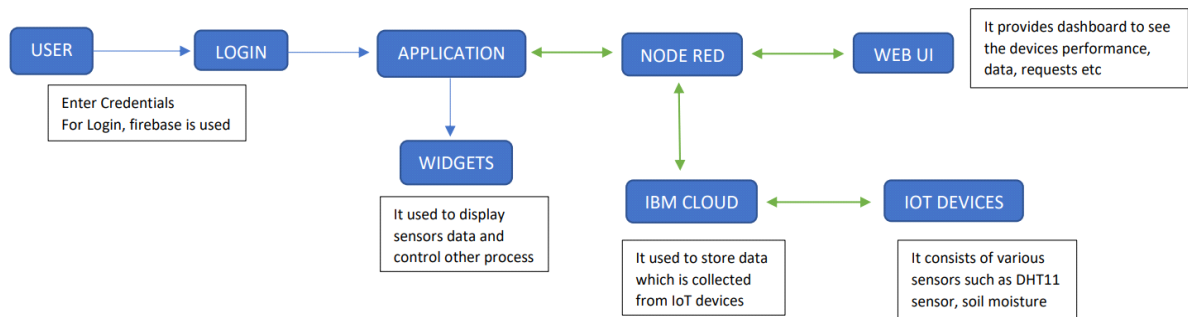 USER
LOGIN
APPLICATION
NODE RED
WEB UI
It provides dashboard to see
the devices performance,
data, requests etc
Enter Credentials
For Login, firebase is used
WIDGETS
It used to display
sensors data and
control other process
IBM CLOUD
IOT DEVICES
It used to store data
which is collected
from IoT devices
It consists of various
sensors such as DHT11
sensor, soil moisture